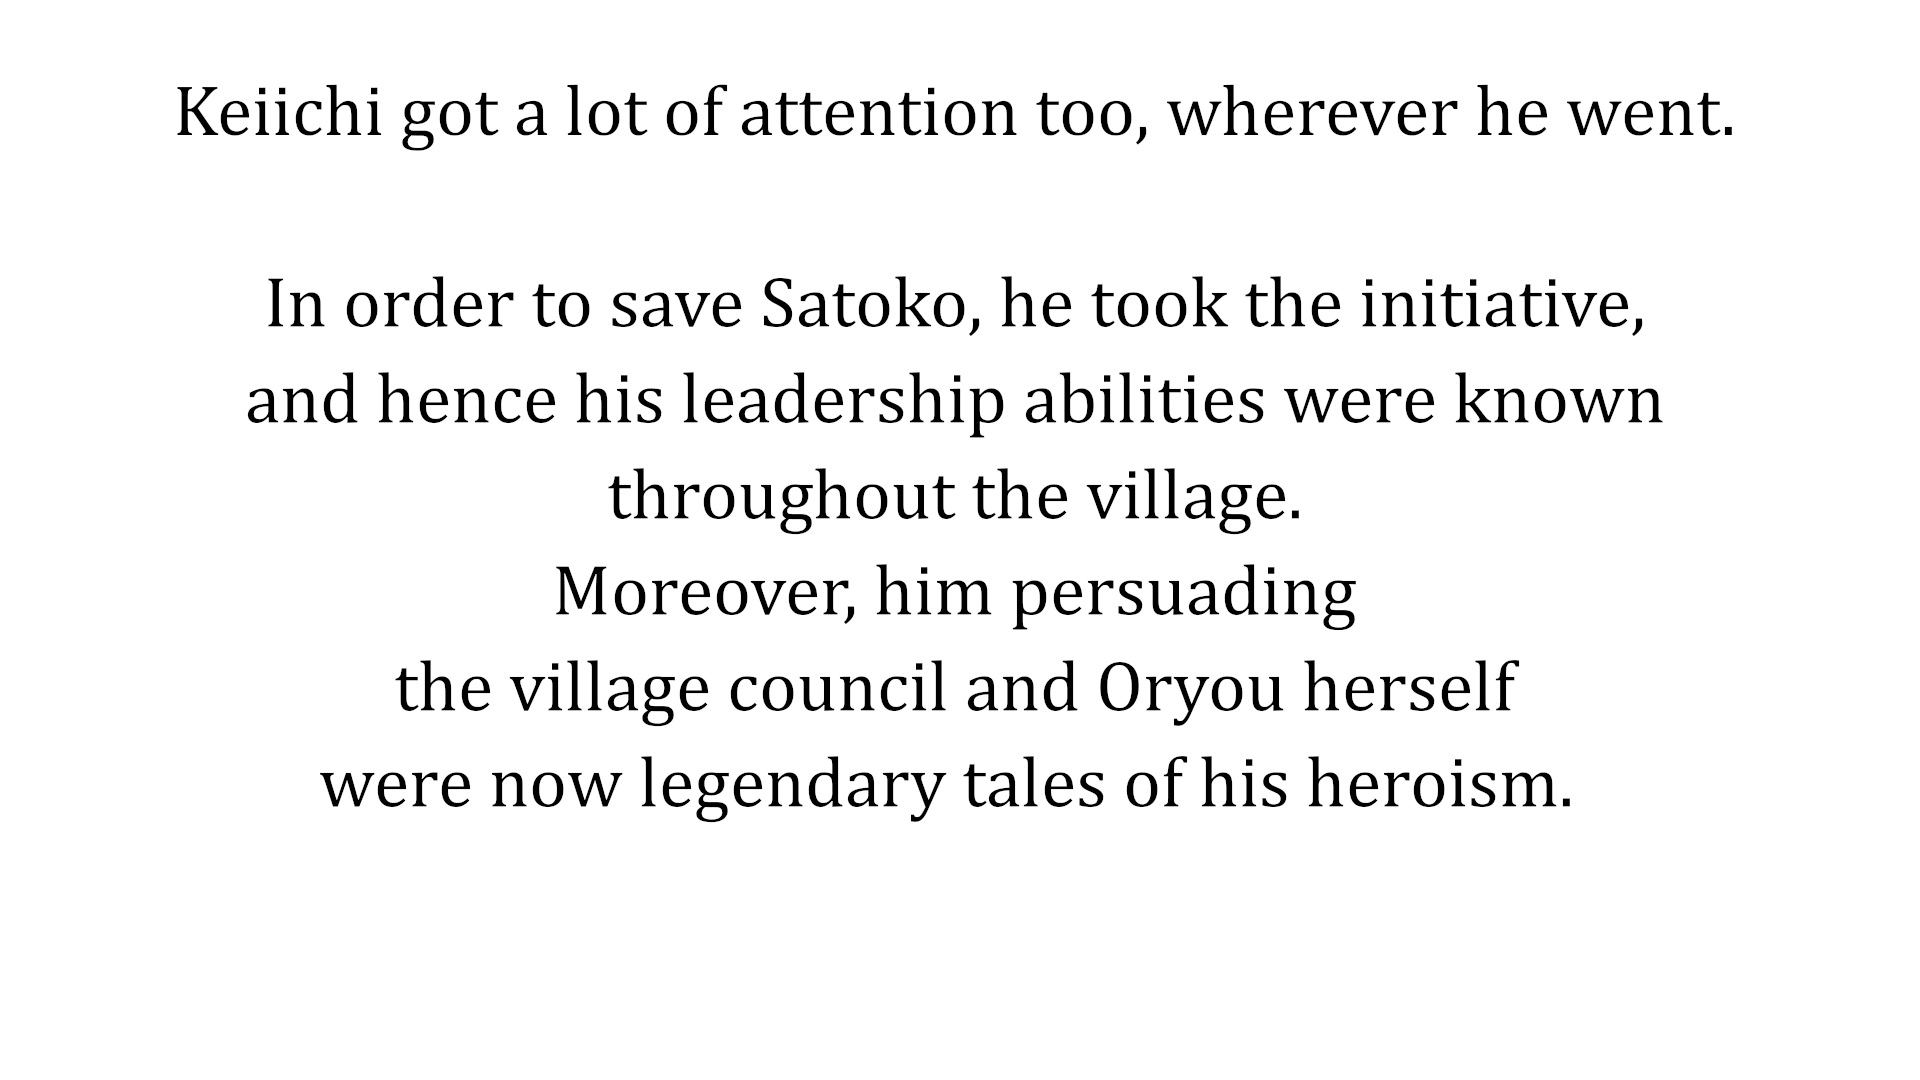 Keiichi got a lot of attention too, wherever he went.
In order to save Satoko, he took the initiative,
and hence his leadership abilities were known
throughout the village.
Moreover, him persuading
the village council and Oryou herself
were now legendary tales of his heroism.